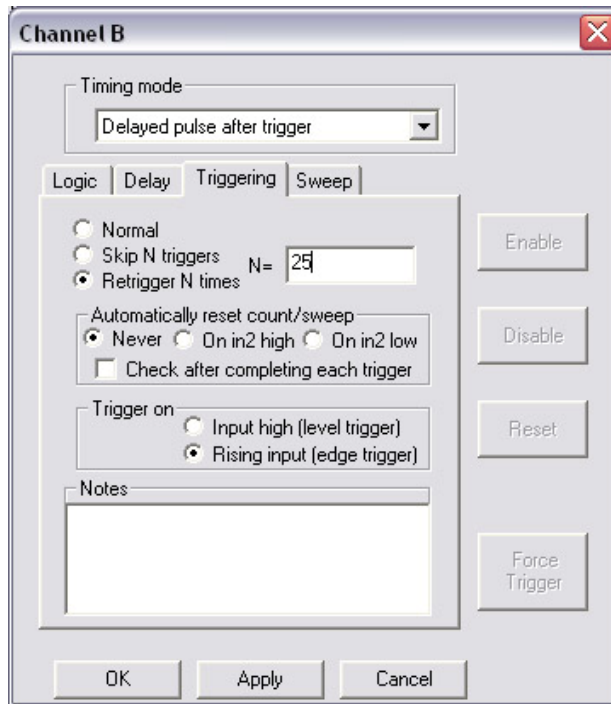 Channel B
Timing mode
Delayed pulse after trigger
Logic Delay Triggering Sweep
Normal
Skip N triggers
N= 25
Retrigger N times
Automatically reset count/sweep
Never On in2 high On in2 low
Check after completing each trigger
Trigger on
Input high (level trigger)
Rising input (edge trigger)
Notes
Enable
Disable
Reset
Force
Trigger
OK Apply Cancel